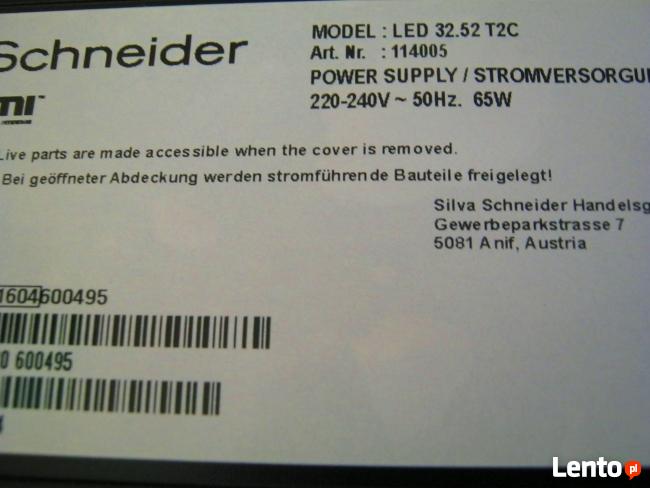 Schneider
MODEL : LED 32.52 T2C
Art. Nr. : 114005
POWER SUPPLY / STROMVERSORGU
220-240V ~ 50Hz. 65W
Live parts are made accessible when the cover is removed.
Bei geöffneter Abdeckung werden stromführende Bauteile freigelegt!
Silva Schneider Handelsg
Gewerbeparkstrasse 7
5081 Anif, Austria
1604600495
0 600495
Lento.pl